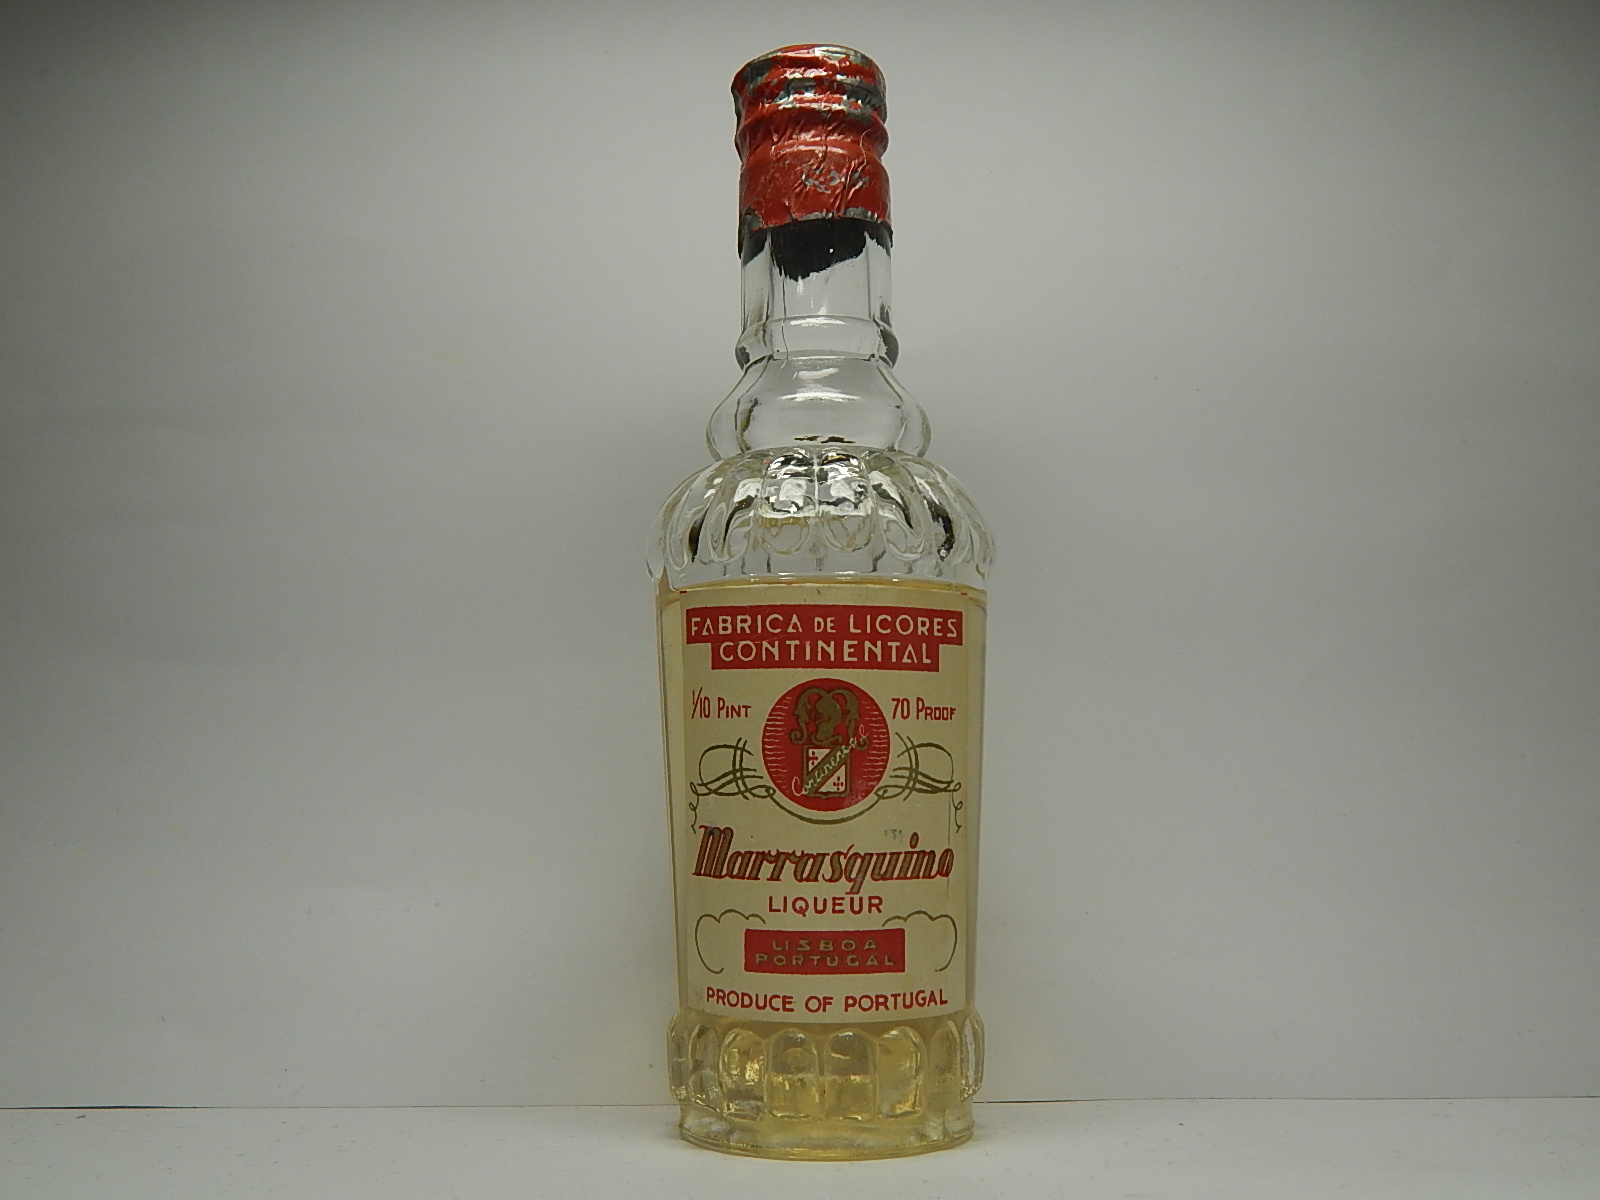 FABRICA DE LICORES
CONTINENTAL
1/10 PINT
70 PROOF
Continental
Marrasquino
LIQUEUR
LISBOA
PORTUGAL
PRODUCE OF PORTUGAL